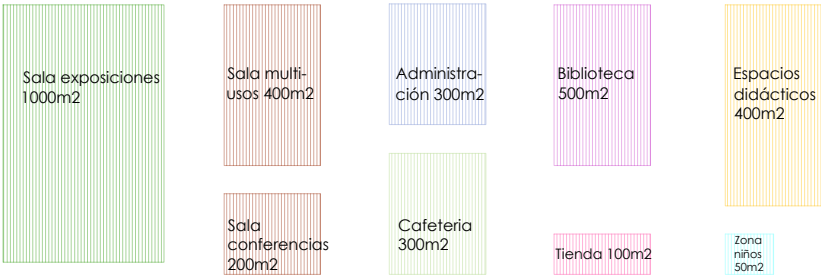 Sala exposiciones
1000m2
Sala multi-
usos 400m2
Administra-
ción 300m2
Biblioteca
500m2
Espacios
didácticos
400m2
Sala
conferencias
200m2
Cafeteria
300m2
Tienda 100m2
Zona
niños
50m2